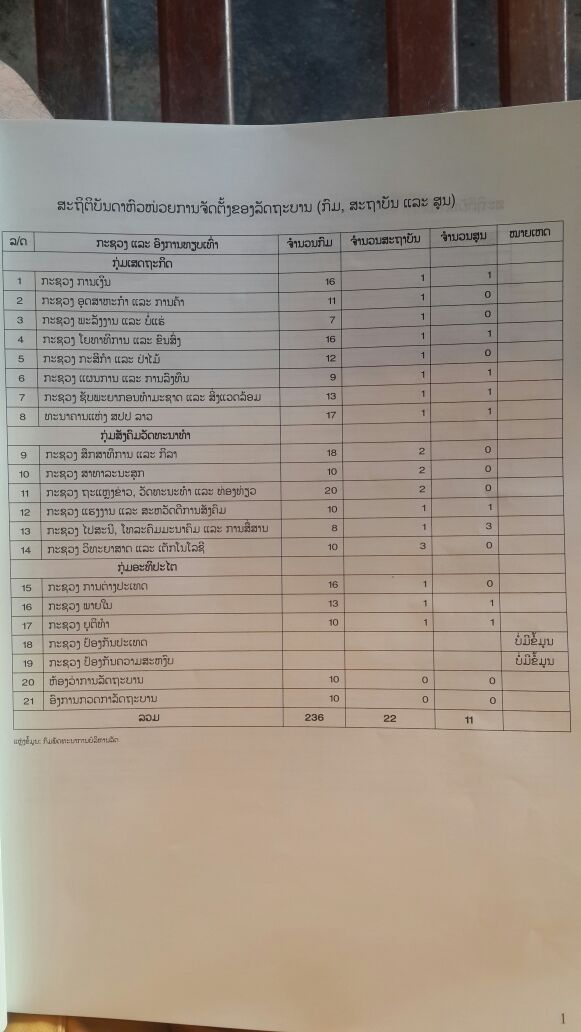 ສະຖິຕິບັນດາຫົວໜ່ວຍການຈັດຕັ້ງຂອງລັດຖະບານ (ກົມ, ສະຖາບັນ ແລະ ສູນ)
ລ/ດ ກະຊວງ ແລະ ອົງການທຽບເທົ່າ ຈໍານວນກົມ ຈໍານວນສະຖາບັນ ຈໍານວນສູນ ໝາຍເຫດ
ກຸ່ມເສດຖະກິດ
1 ກະຊວງ ການເງິນ 16 1 1
2 ກະຊວງ ອຸດສາຫະກໍາ ແລະ ການຄ້າ 11 1 0
3 ກະຊວງ ພະລັງງານ ແລະ ບໍ່ແຮ່ 7 1 0
4 ກະຊວງ ໂຍທາທິການ ແລະ ຂົນສົ່ງ 16 1 1
5 ກະຊວງ ກະສິກໍາ ແລະ ປ່າໄມ້ 12 1 0
6 ກະຊວງ ແຜນການ ແລະ ການລົງທຶນ 9 1 1
7 ກະຊວງ ຊັບພະຍາກອນທໍາມະຊາດ ແລະ ສິ່ງແວດລ້ອມ 13 1 1
8 ທະນາຄານແຫ່ງ ສປປ ລາວ 17 1 1
ກຸ່ມສັງຄົມວັດທະນາທໍາ
9 ກະຊວງ ສຶກສາທິການ ແລະ ກິລາ 18 2 0
10 ກະຊວງ ສາທາລະນະສຸກ 10 2 0
11 ກະຊວງ ຖະແຫຼງຂ່າວ, ວັດທະນະທໍາ ແລະ ທ່ອງທ່ຽວ 20 2 0
12 ກະຊວງ ແຮງງານ ແລະ ສະຫວັດດີການສັງຄົມ 10 1 1
13 ກະຊວງ ໄປສະນີ, ໂທລະຄົມມະນາຄົມ ແລະ ການສື່ສານ 8 1 3
14 ກະຊວງ ວິທະຍາສາດ ແລະ ເຕັກໂນໂລຊີ 10 3 0
ກຸ່ມອະທິປະໄຕ
15 ກະຊວງ ການຕ່າງປະເທດ 16 1 0
16 ກະຊວງ ພາຍໃນ 13 1 1
17 ກະຊວງ ຍຸຕິທໍາ 10 1 1
18 ກະຊວງ ປ້ອງກັນປະເທດ ບໍ່ມີຂໍ້ມູນ
19 ກະຊວງ ປ້ອງກັນຄວາມສະຫງົບ ບໍ່ມີຂໍ້ມູນ
20 ຫ້ອງວ່າການລັດຖະບານ 10 0 0
21 ອົງການກວດກາລັດຖະບານ 10 0 0
ລວມ 236 22 11
ແຫຼ່ງຂໍ້ມູນ: ກົມພັດທະນາການບໍລິຫານລັດ
1